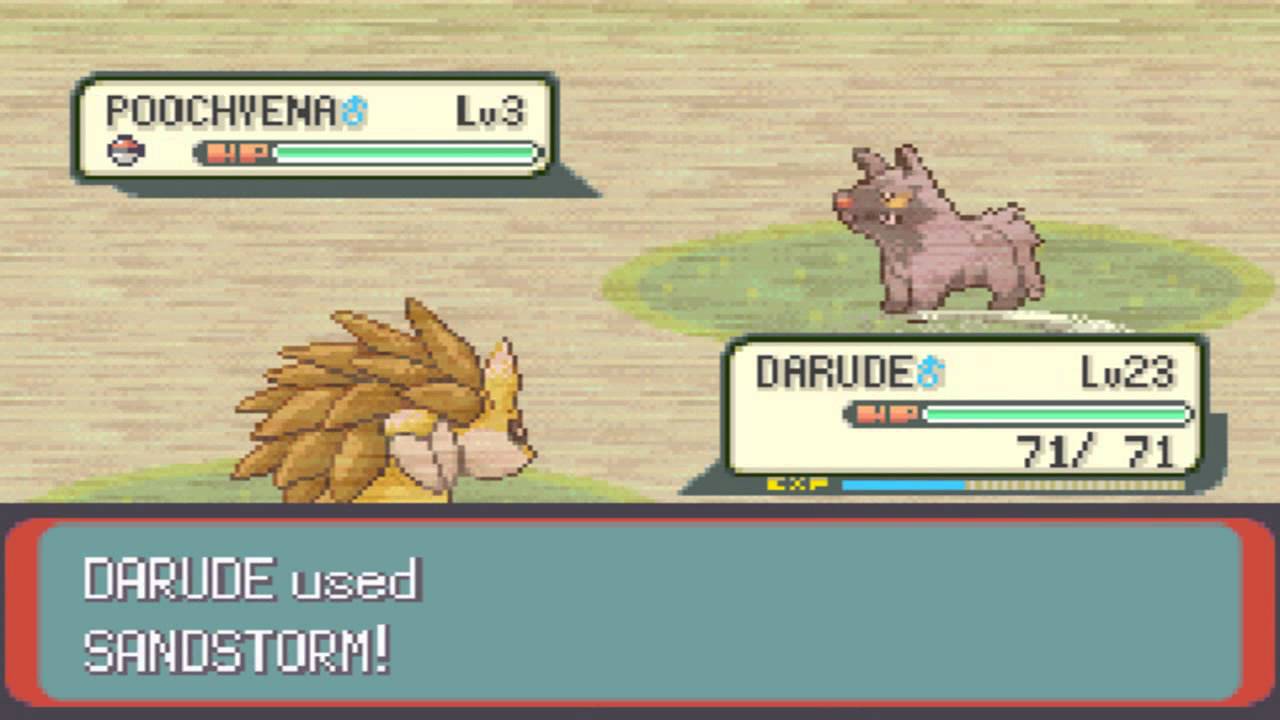 POOCHYENA♂ Lv3
HP
DARUDE♂ Lv23
HP
71/ 71
EXP
DARUDE used
SANDSTORM!